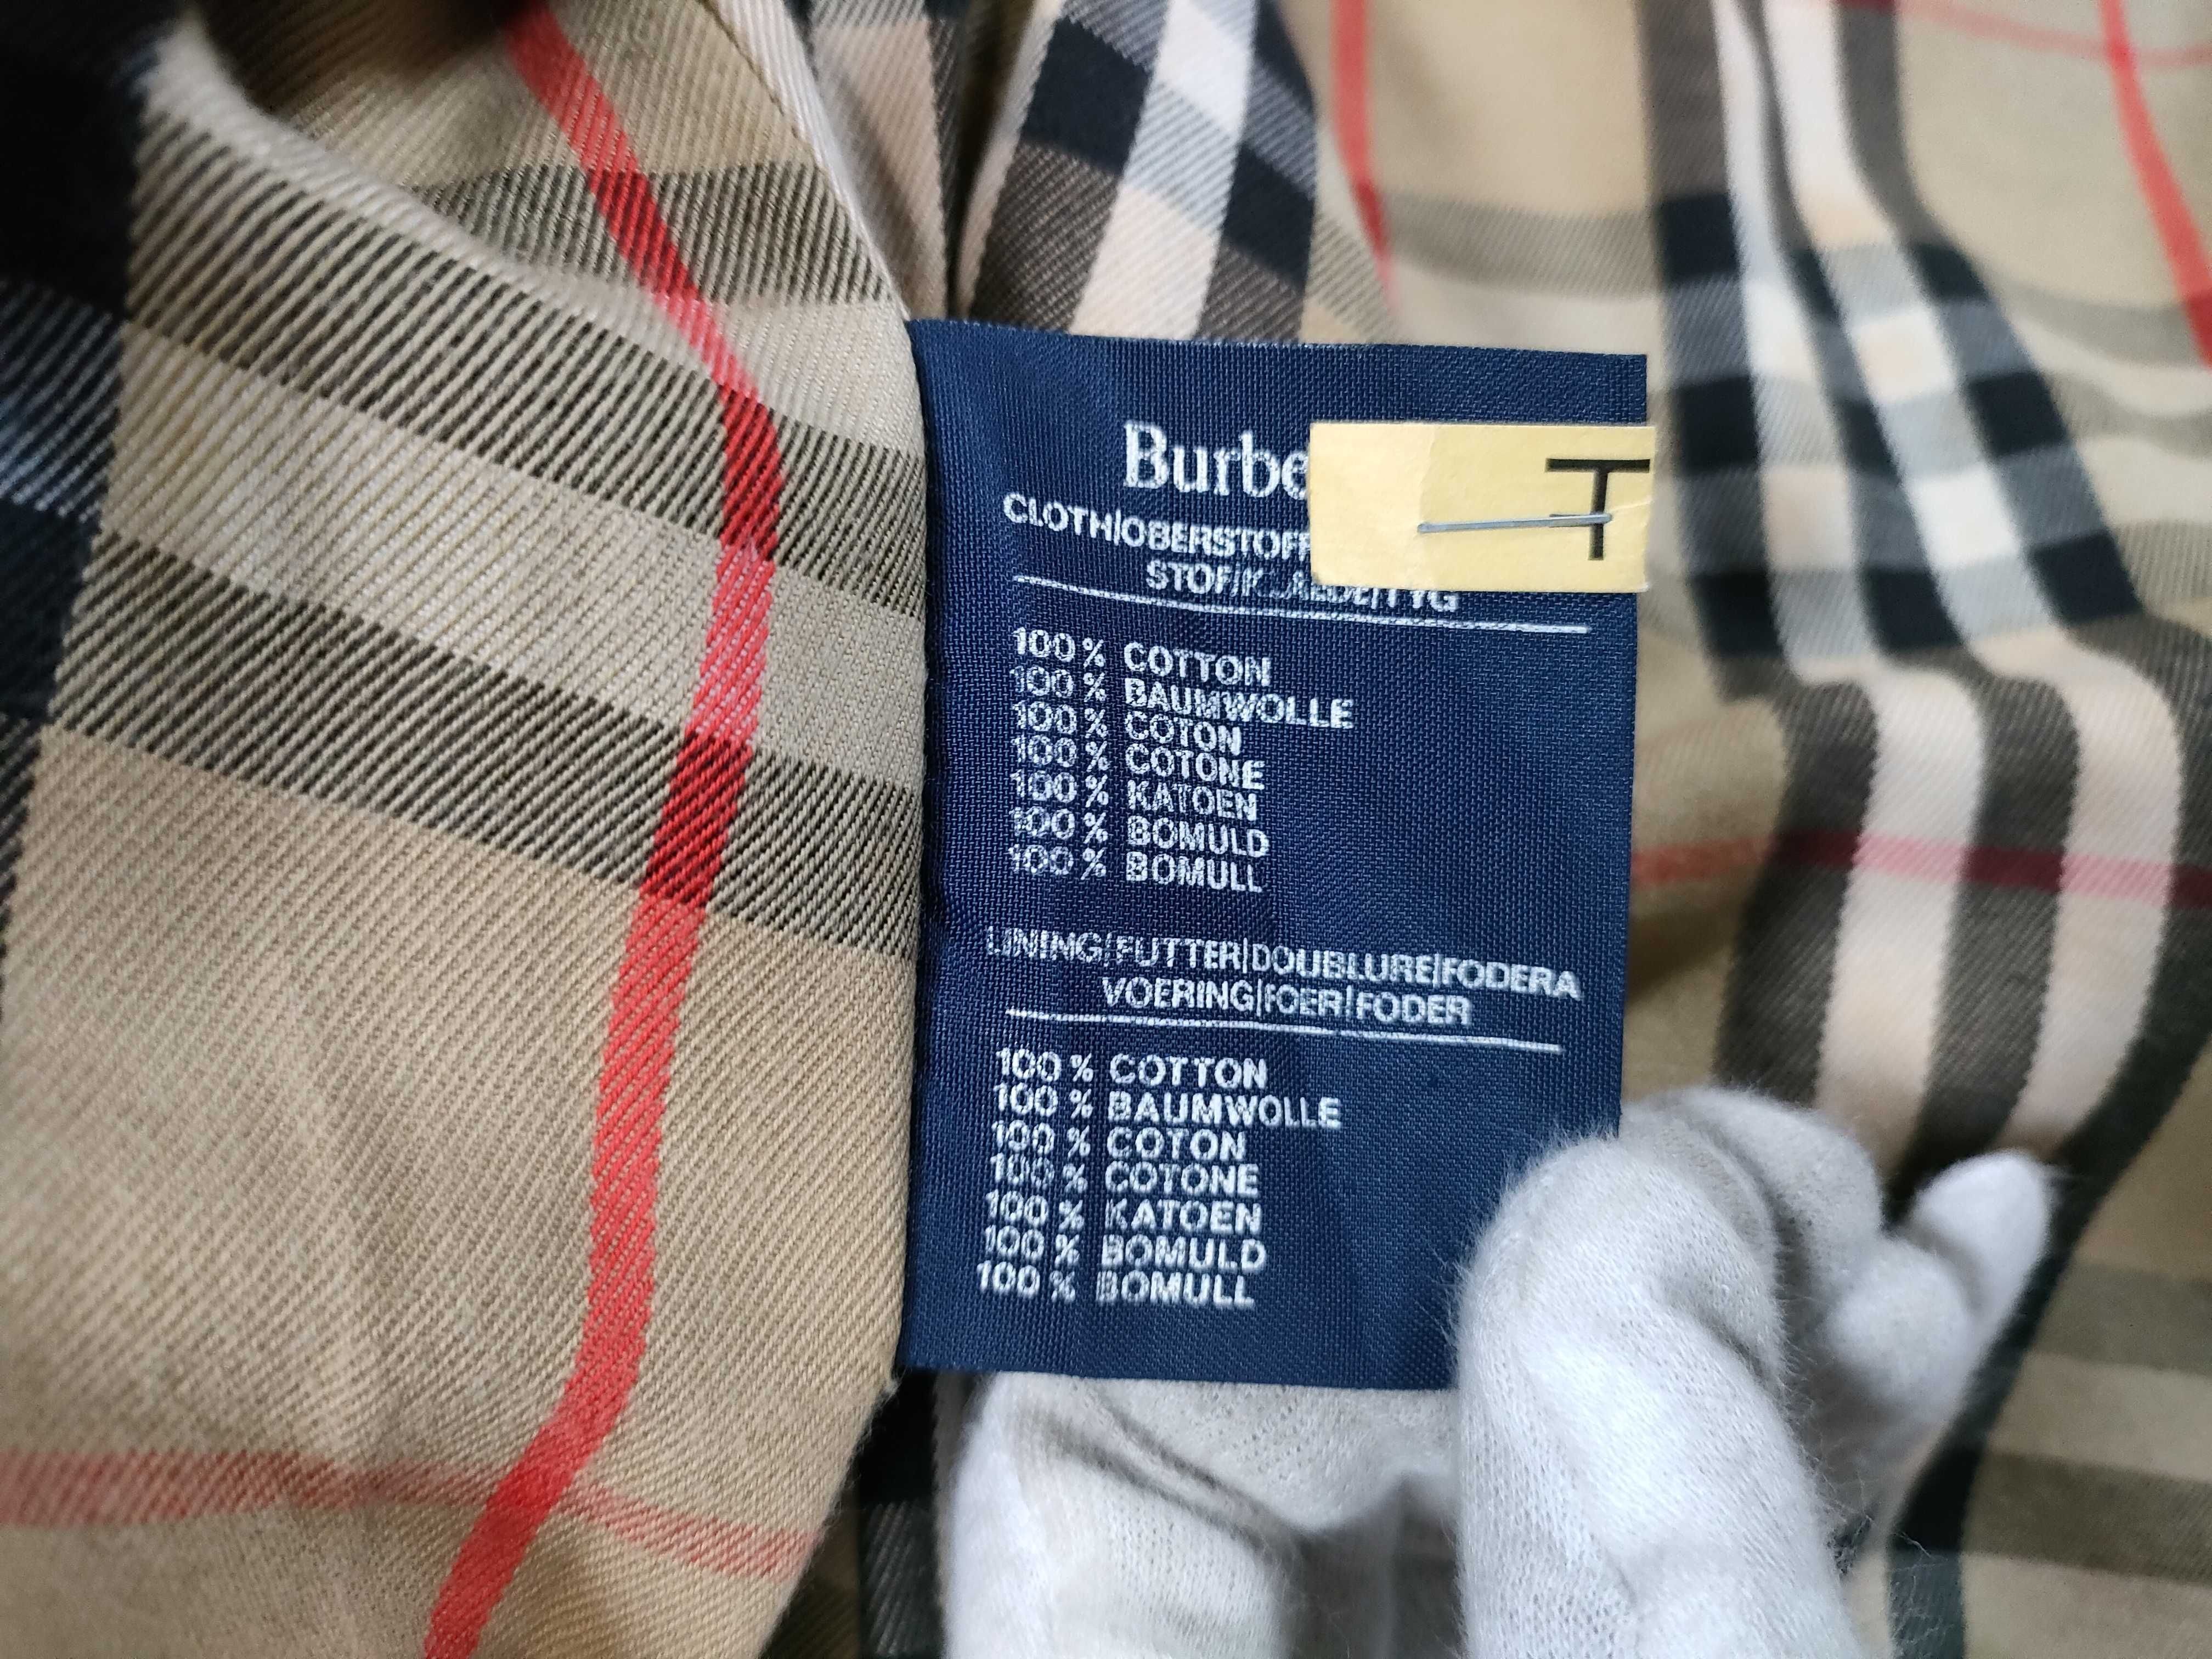 Burbe
T
CLOTH|OBERSTOFF
STOF/KLAEDE/TYG
100 % COTTON
100 % BAUMWOLLE
100 % COTON
100 % COTONE
100 % KATOEN
100 % BOMULD
100 % BOMULL
LINING|FUTTER|DOUBLURE|FODERA
VOERING|FOER|FODER
100 % COTTON
100 % BAUMWOLLE
100 % COTON
100 % COTONE
100 % KATOEN
100 % BOMULD
100 % BOMULL